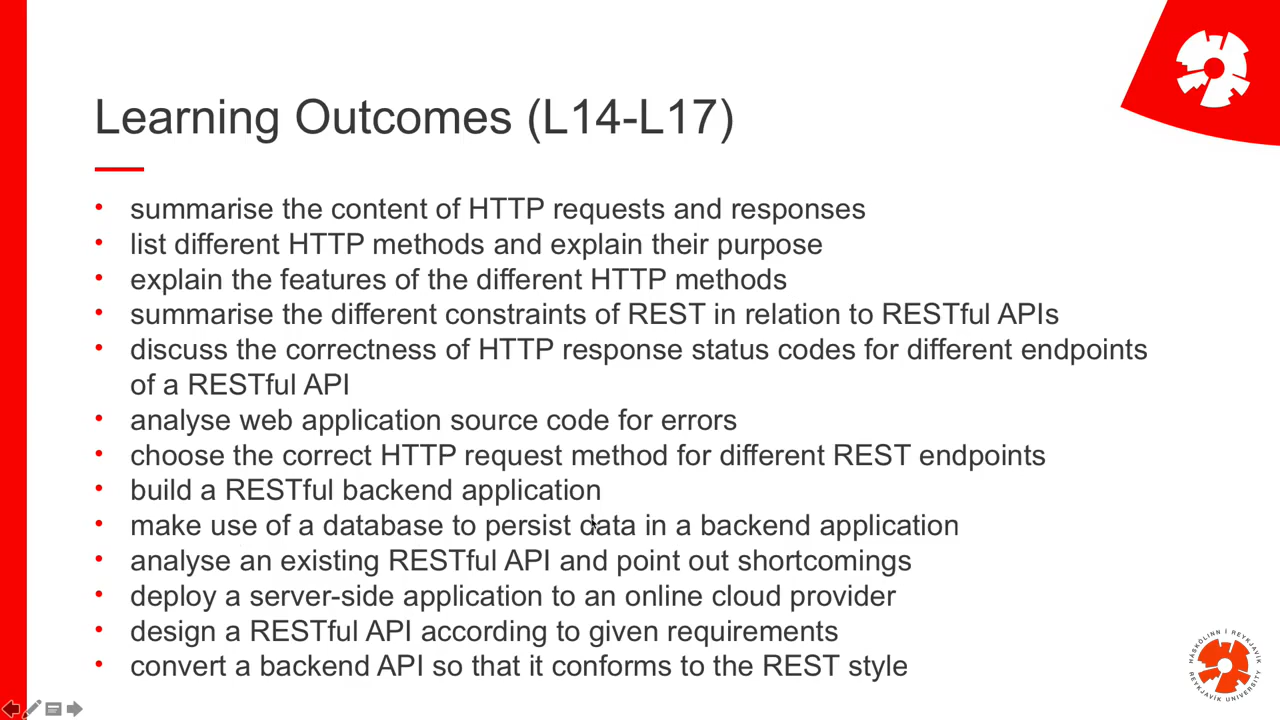 Learning Outcomes (L14-L17)
• summarise the content of HTTP requests and responses
• list different HTTP methods and explain their purpose
• explain the features of the different HTTP methods
• summarise the different constraints of REST in relation to RESTful APIs
• discuss the correctness of HTTP response status codes for different endpoints
of a RESTful API
• analyse web application source code for errors
• choose the correct HTTP request method for different REST endpoints
• build a RESTful backend application
• make use of a database to persist data in a backend application
• analyse an existing RESTful API and point out shortcomings
• deploy a server-side application to an online cloud provider
• design a RESTful API according to given requirements
• convert a backend API so that it conforms to the REST style
HÁSKÓLINN Í REYKJAVÍK
REYKJAVIK UNIVERSITY